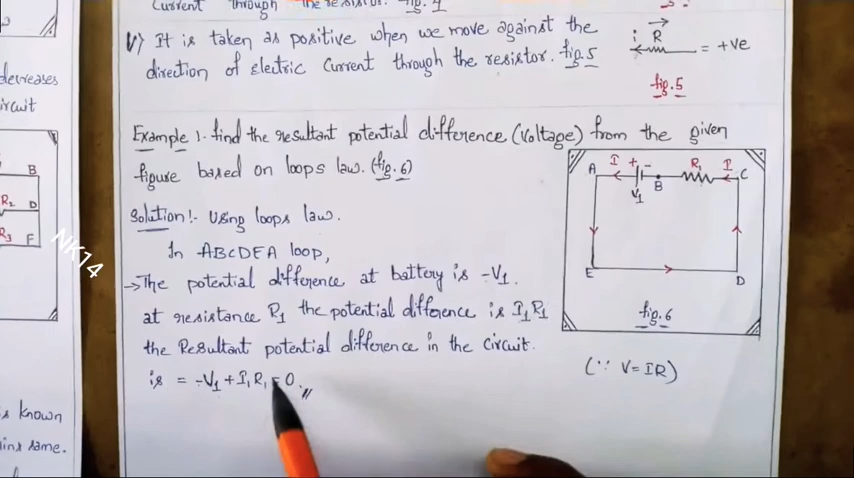 Current through the resistor. fig. 4
V) It is taken as positive when we move against the
direction of electric current through the resistor. fig.5
i R
= +ve
fig.5
decreases
ircuit
B
R2 D
R3 F
is known
ains same.
Example :- find the resultant potential difference (voltage) from the given
figure based on loops law. (fig.6)
Solution:- Using loops law.
In ABCDEA loop,
→ The potential difference at battery is -V1.
at resistance R1 the potential difference is I1R1
the Resultant potential difference in the circuit.
is = -V1 + I1R1 = 0.
A I + - R1 I C
V1 B
E D
fig.6
(∵ V = IR)
NK14